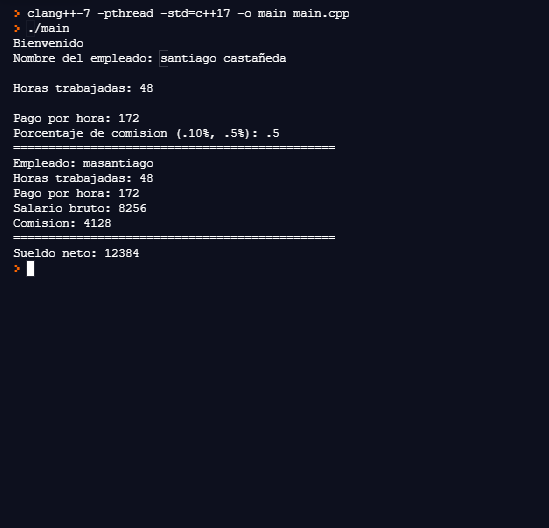 > clang++-7 -pthread -std=c++17 -o main main.cpp
> ./main
Bienvenido
Nombre del empleado: santiago castañeda
Horas trabajadas: 48
Pago por hora: 172
Porcentaje de comision (.10%, .5%): .5
==============================================
Empleado: masantiago
Horas trabajadas: 48
Pago por hora: 172
Salario bruto: 8256
Comision: 4128
==============================================
Sueldo neto: 12384
>